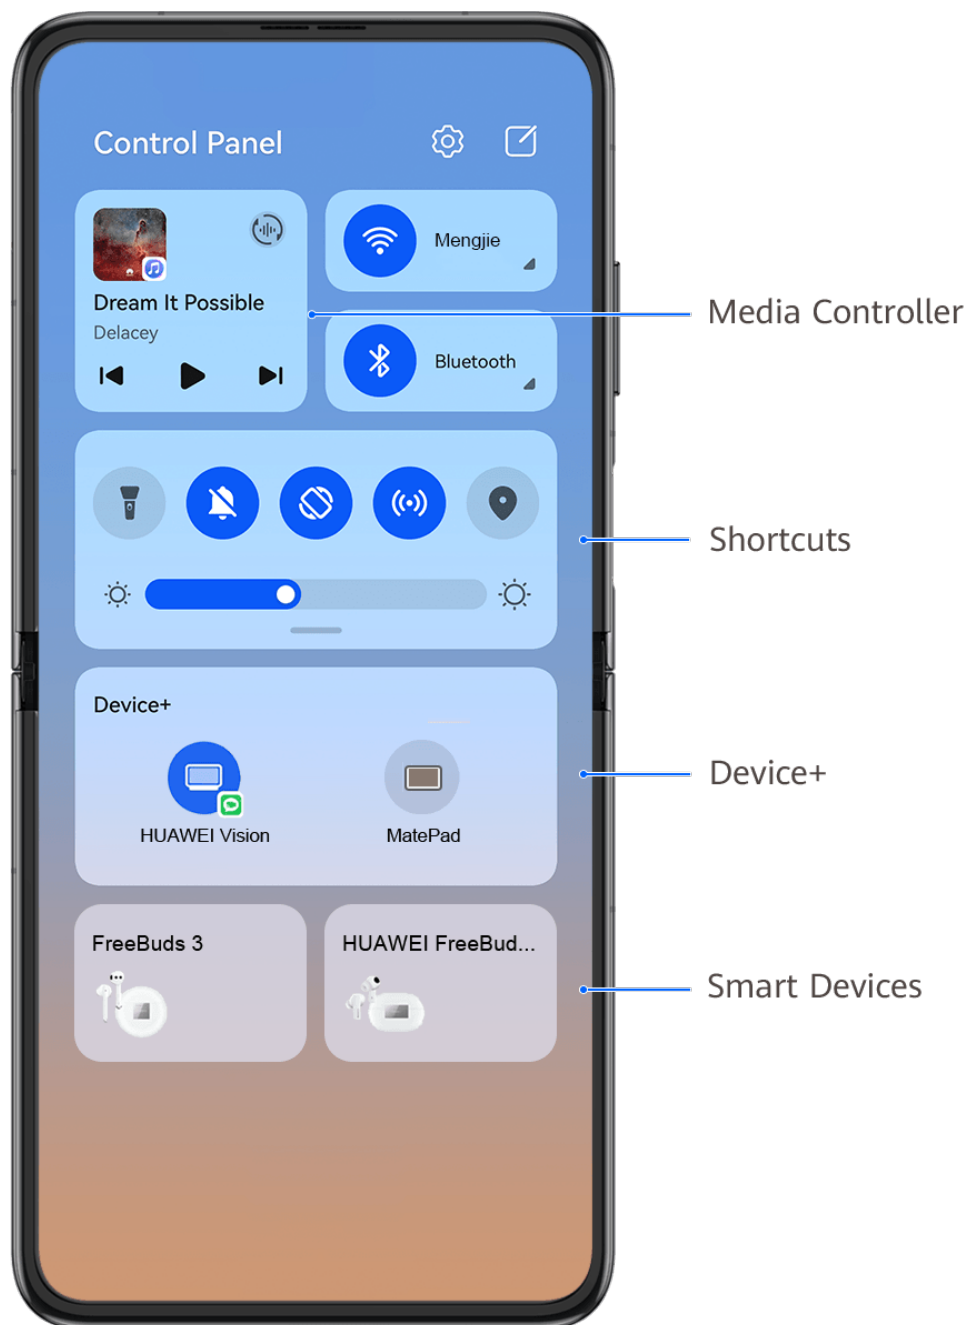 Control Panel
Dream It Possible
Delacey
Mengjie
Bluetooth
Media Controller
Shortcuts
Device+
HUAWEI Vision
MatePad
Device+
FreeBuds 3
HUAWEI FreeBud...
Smart Devices